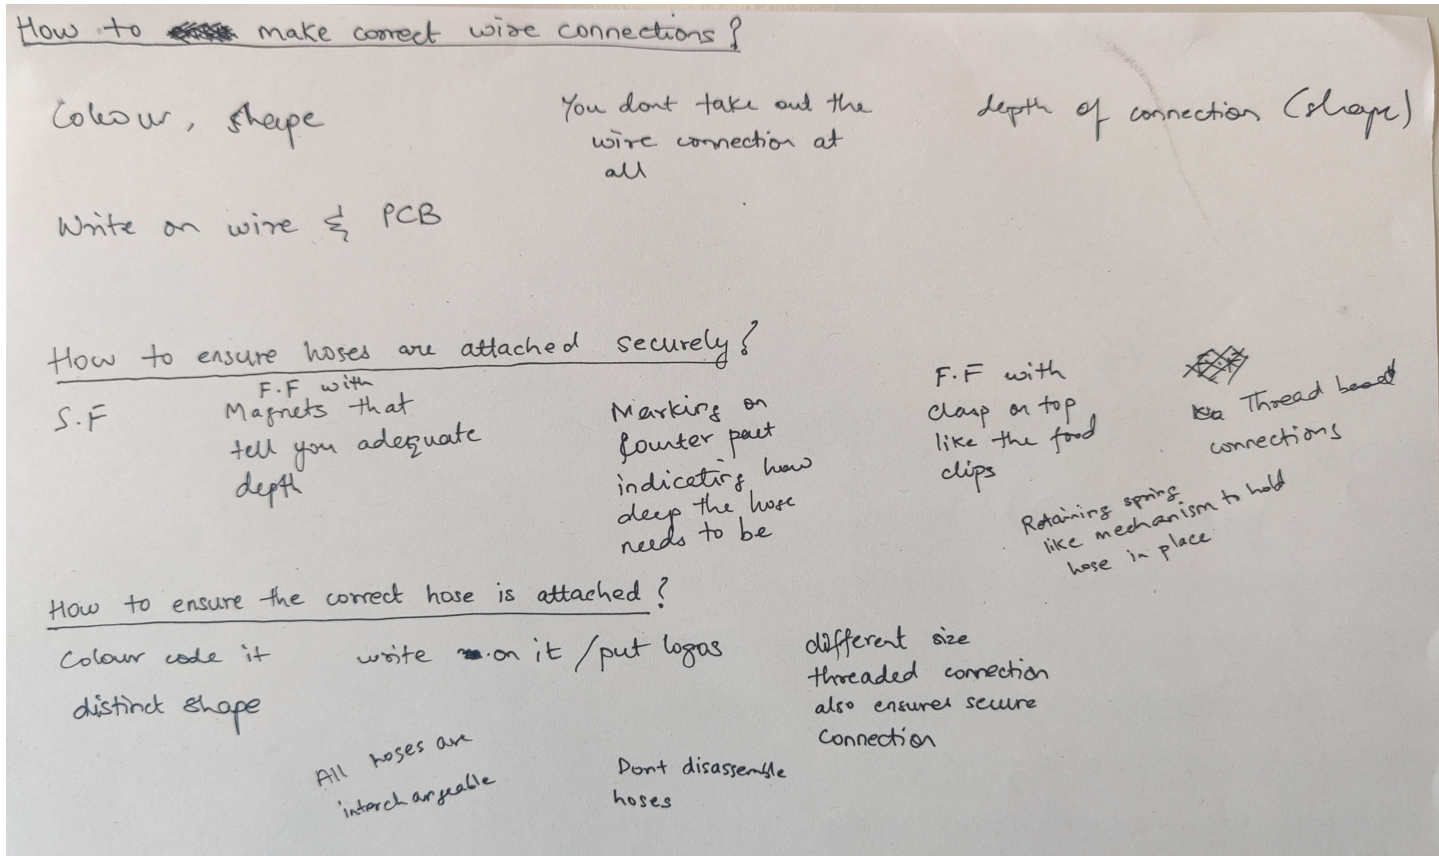 How to make correct wire connections?
Colour, shape
You dont take out the
wire connection at
all
depth of connection (shape)
Write on wire & PCB
How to ensure hoses are attached securely?
S.F
F.F with
Magnets that
tell you adequate
depth
Marking on
counter part
indicating how
deep the hose
needs to be
F.F with
clasp on top
like the food
clips
Thread based
connections
Retaining spring
like mechanism to hold
hose in place
How to ensure the correct hose is attached?
Colour code it
distinct shape
write on it / put logos
different size
threaded connection
also ensures secure
connection
All hoses are
interchangeable
Dont disassemble
hoses